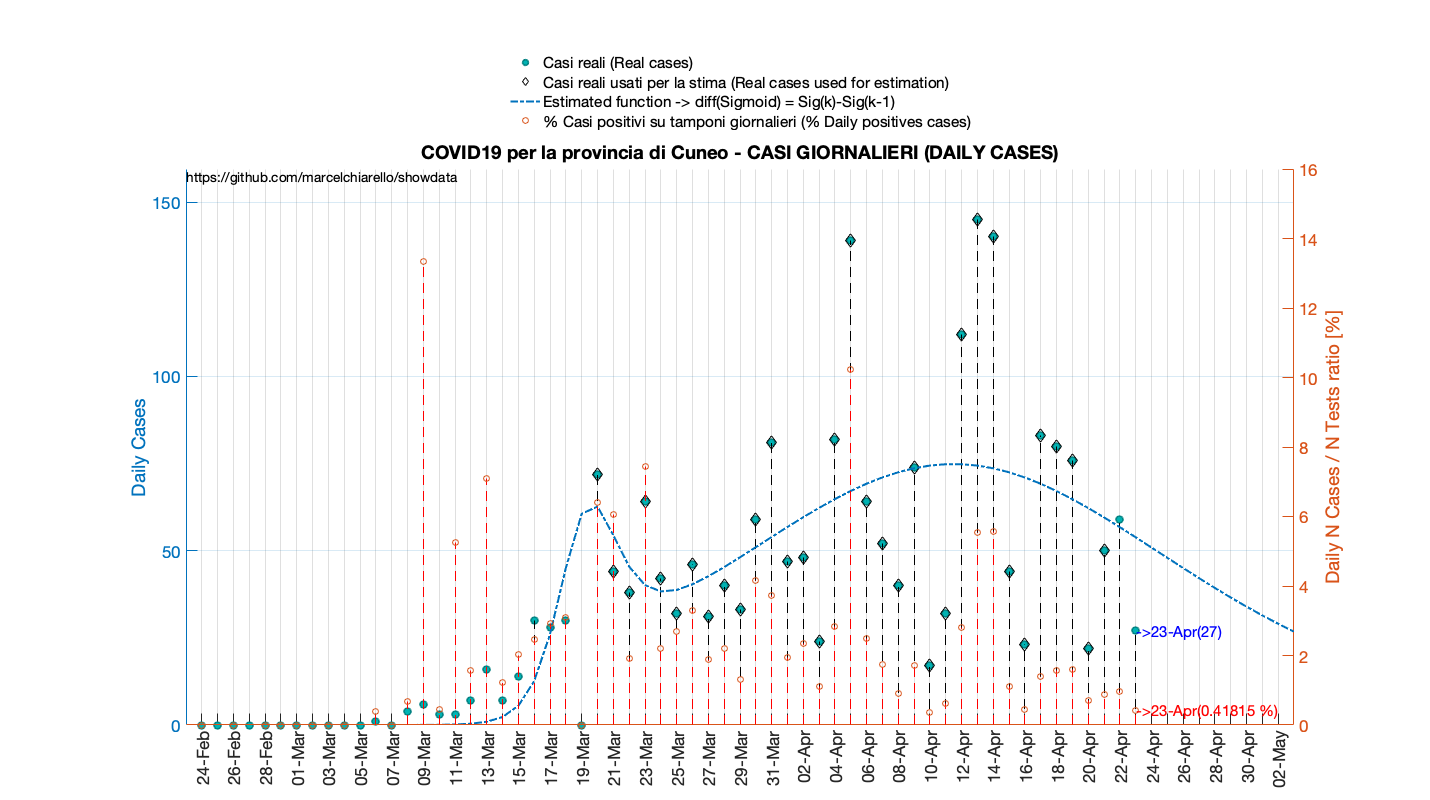 Casi reali (Real cases)
Casi reali usati per la stima (Real cases used for estimation)
Estimated function -> diff(Sigmoid) = Sig(k)-Sig(k-1)
% Casi positivi su tamponi giornalieri (% Daily positives cases)
COVID19 per la provincia di Cuneo - CASI GIORNALIERI (DAILY CASES)
https://github.com/marcelchiarello/showdata
Daily Cases
150
100
50
0
16
14
12
10
8
6
4
2
0
Daily N Cases / N Tests ratio [%]
->23-Apr(27)
->23-Apr(0.41815 %)
24-Feb
26-Feb
28-Feb
01-Mar
03-Mar
05-Mar
07-Mar
09-Mar
11-Mar
13-Mar
15-Mar
17-Mar
19-Mar
21-Mar
23-Mar
25-Mar
27-Mar
29-Mar
31-Mar
02-Apr
04-Apr
06-Apr
08-Apr
10-Apr
12-Apr
14-Apr
16-Apr
18-Apr
20-Apr
22-Apr
24-Apr
26-Apr
28-Apr
30-Apr
02-May